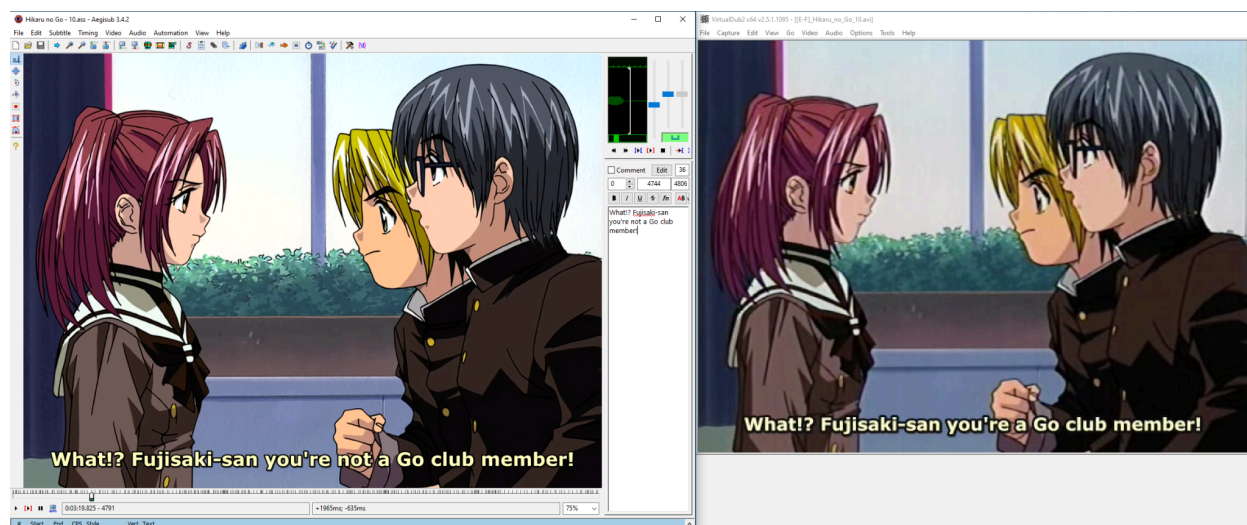 Hikaru no Go - 10.ass - Aegisub 3.4.2
File Edit Subtitle Timing Video Audio Automation View Help
What!? Fujisaki-san you're not a Go club member!
0:03:19.825 - 4791
+1965ms; -635ms
75%
# Start End CPS Style Vert Text
Comment Edit 36
0 4744 4806
B I U S fn AB
What!? Fujisaki-san
you're not a Go club
member!
VirtualDub2 x64 v2.5.1.1095 - [[E-F]_Hikaru_no_Go_10.avi]
File Capture Edit View Go Video Audio Options Tools Help
What!? Fujisaki-san you're a Go club member!